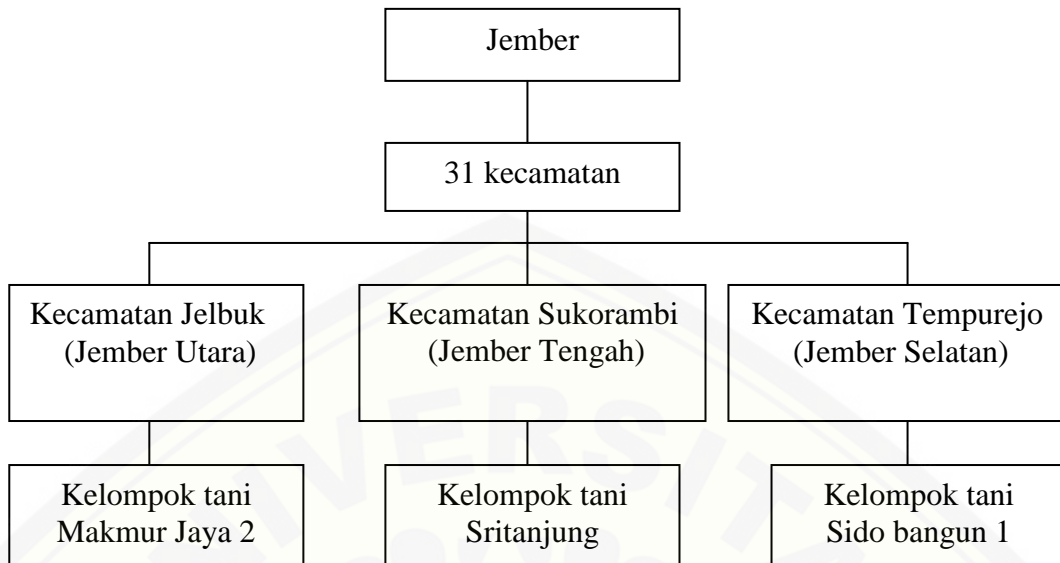 Jember
31 kecamatan
Kecamatan Jelbuk
(Jember Utara)
Kecamatan Sukorambi
(Jember Tengah)
Kecamatan Tempurejo
(Jember Selatan)
Kelompok tani
Makmur Jaya 2
Kelompok tani
Sritanjung
Kelompok tani
Sido bangun 1